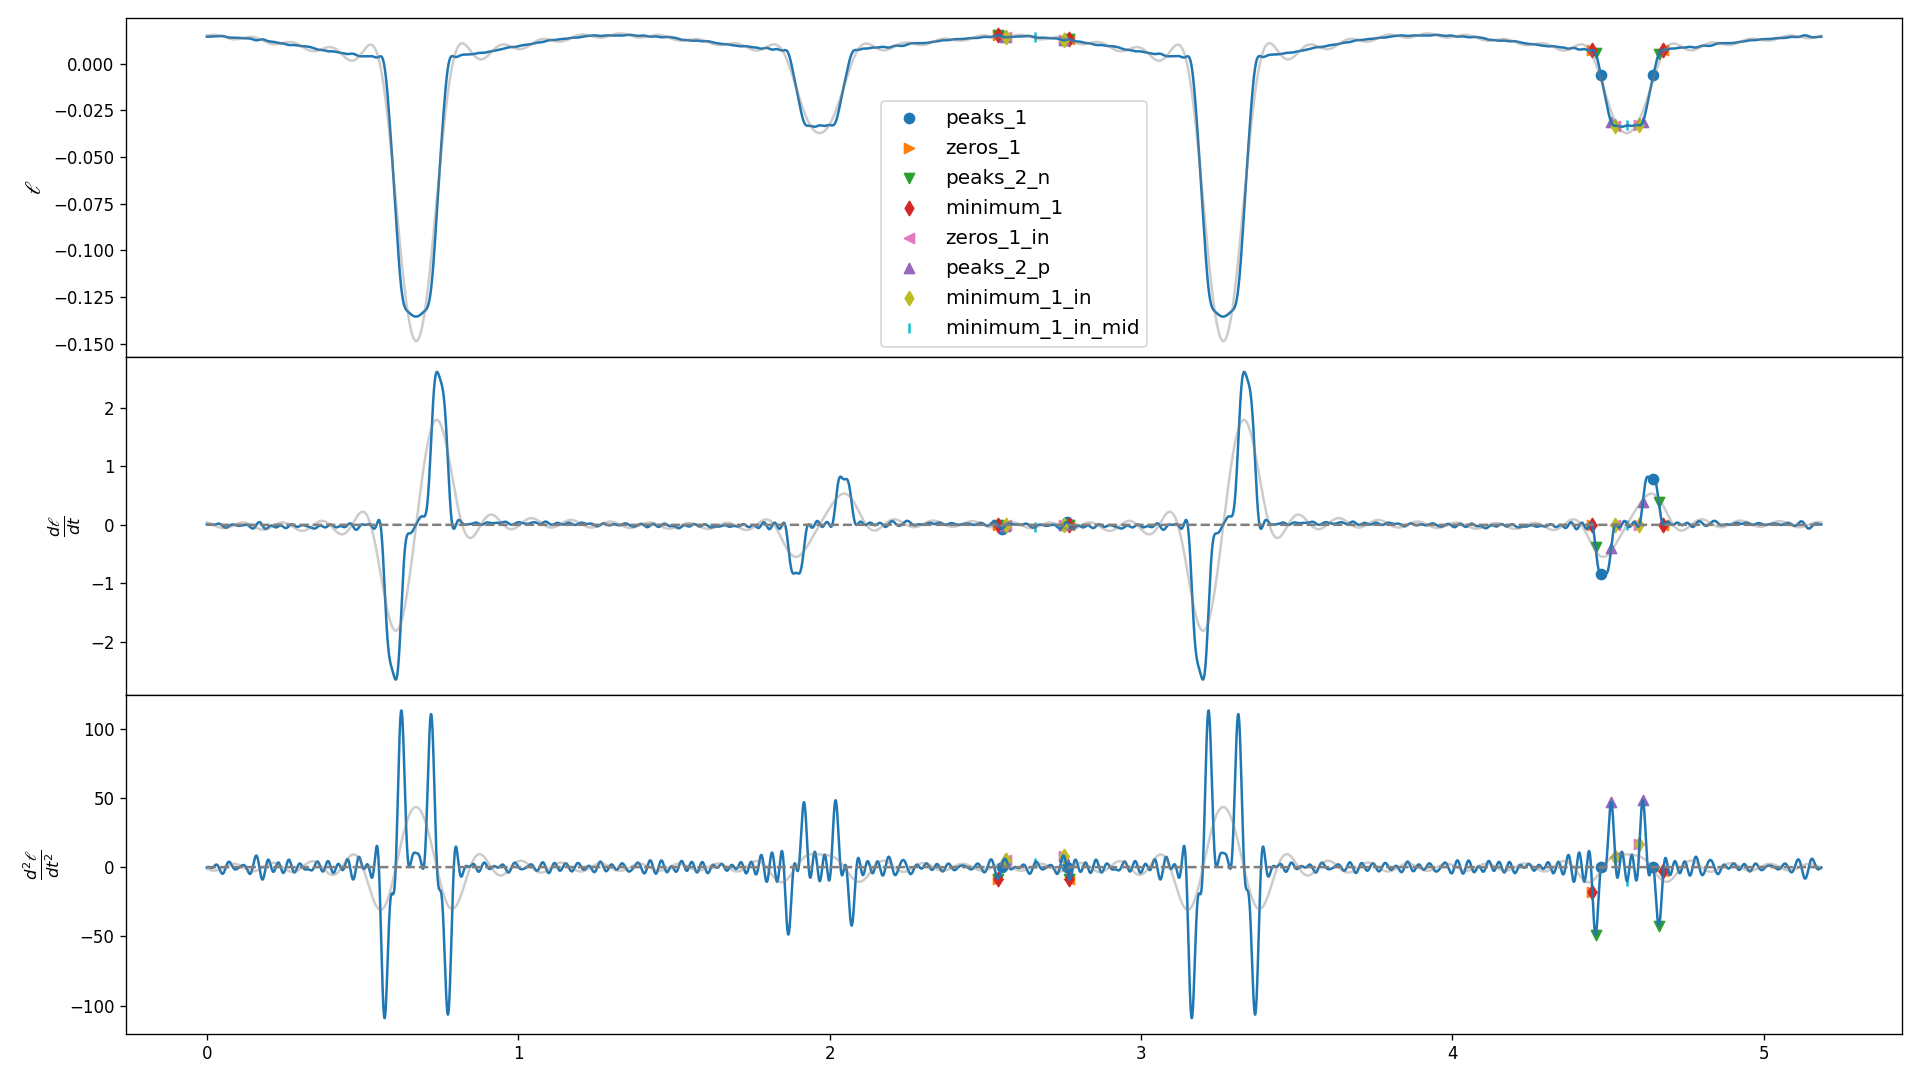 0.000
−0.025
−0.050
−0.075
−0.100
−0.125
−0.150
ℓ
peaks_1
zeros_1
peaks_2_n
minimum_1
zeros_1_in
peaks_2_p
minimum_1_in
minimum_1_in_mid
2
1
0
−1
−2
dℓ
dt
100
50
0
−50
−100
d²ℓ
dt²
0 1 2 3 4 5